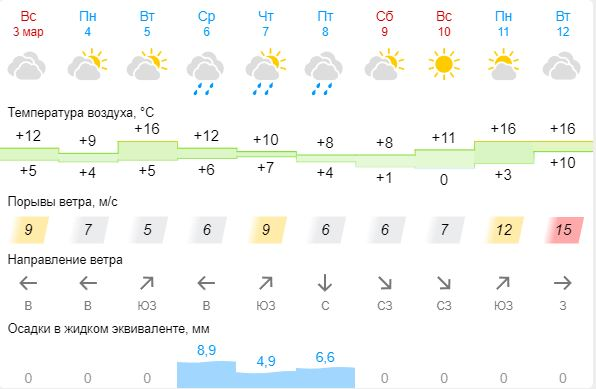 Вс Пн Вт Ср Чт Пт Сб Вс Пн Вт
3 мар 4 5 6 7 8 9 10 11 12
Температура воздуха, °C
+12 +9 +16 +12 +10 +8 +8 +11 +16 +16
+5 +4 +5 +6 +7 +4 +1 0 +3 +10
Порывы ветра, м/с
9 7 5 6 9 6 6 7 12 15
Направление ветра
В В ЮЗ В ЮЗ С СЗ СЗ ЮЗ З
Осадки в жидком эквиваленте, мм
0 0 0 8,9 4,9 6,6 0 0 0 0